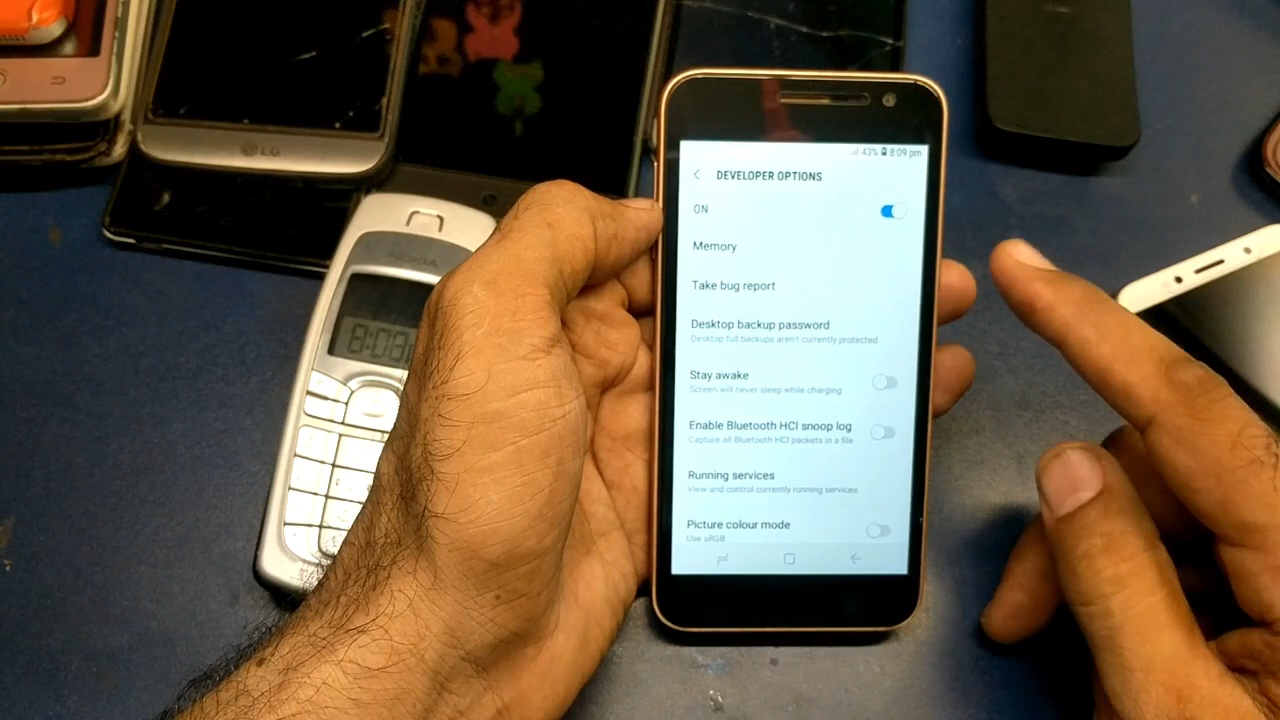 LG
NOKIA
8:08
43% 8:09 pm
DEVELOPER OPTIONS
ON
Memory
Take bug report
Desktop backup password
Desktop full backups aren't currently protected
Stay awake
Screen will never sleep while charging
Enable Bluetooth HCI snoop log
Capture all Bluetooth HCI packets in a file
Running services
View and control currently running services
Picture colour mode
Use sRGB